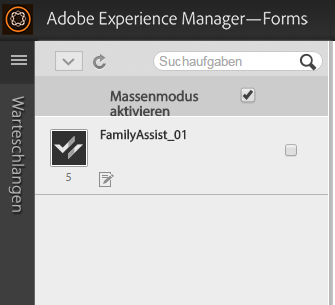 Adobe Experience Manager—Forms
Suchaufgaben
Warteschlangen
Massenmodus
aktivieren
FamilyAssist_01
5